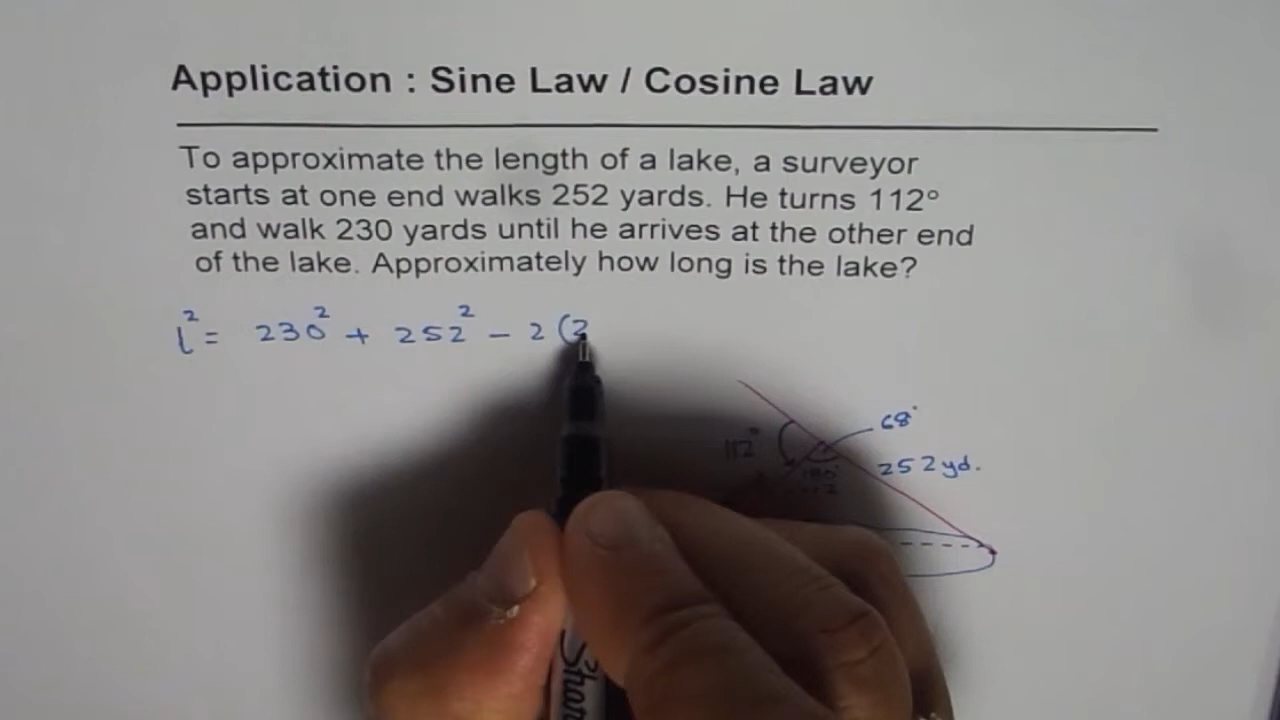 Application : Sine Law / Cosine Law
To approximate the length of a lake, a surveyor
starts at one end walks 252 yards. He turns 112°
and walk 230 yards until he arrives at the other end
of the lake. Approximately how long is the lake?
l² = 230² + 252² - 2 (2
68°
112°
252 yd.
Shar